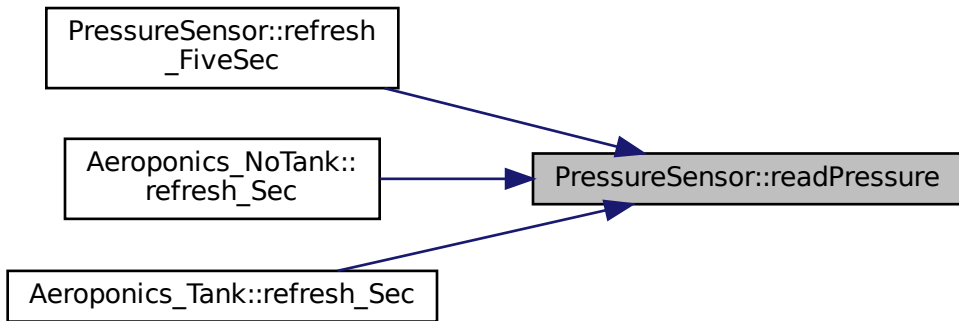 PressureSensor::refresh
_FiveSec
Aeroponics_NoTank::
refresh_Sec
PressureSensor::readPressure
Aeroponics_Tank::refresh_Sec